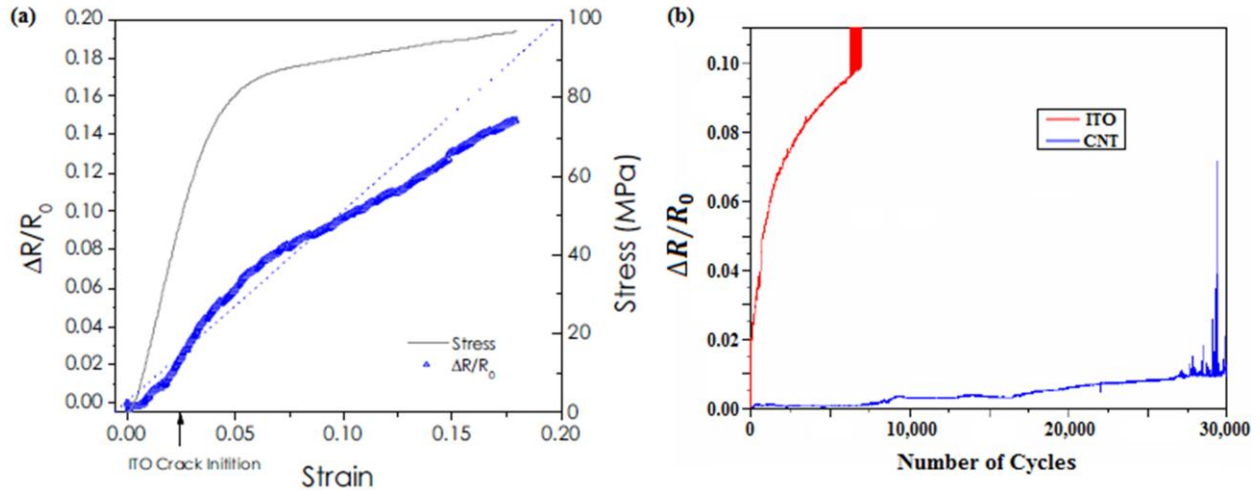 (a)
0.20
0.18
0.16
0.14
0.12
0.10
0.08
0.06
0.04
0.02
0.00
ΔR/R0
100
80
60
40
20
0
Stress (MPa)
Stress
ΔR/R0
0.00
0.05
0.10
0.15
0.20
ITO Crack Initition
Strain
(b)
0.10
0.08
0.06
0.04
0.02
0.00
ΔR/R0
ITO
CNT
0
10,000
20,000
30,000
Number of Cycles